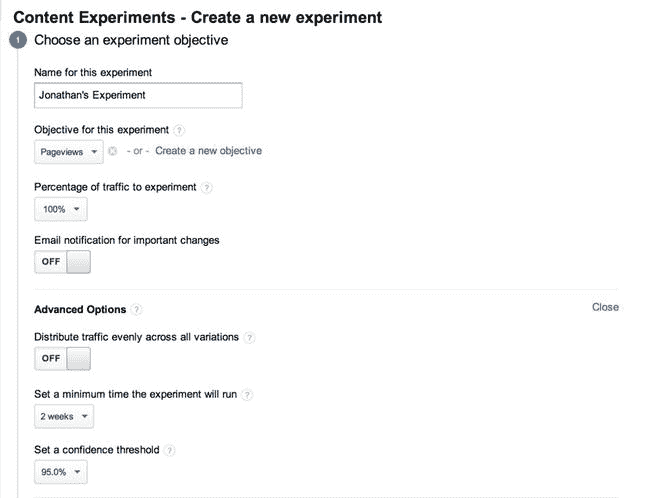 Content Experiments - Create a new experiment
1 Choose an experiment objective
Name for this experiment
Jonathan's Experiment
Objective for this experiment ?
Pageviews - or - Create a new objective
Percentage of traffic to experiment ?
100%
Email notification for important changes
OFF
Advanced Options ? Close
Distribute traffic evenly across all variations ?
OFF
Set a minimum time the experiment will run ?
2 weeks
Set a confidence threshold ?
95.0%